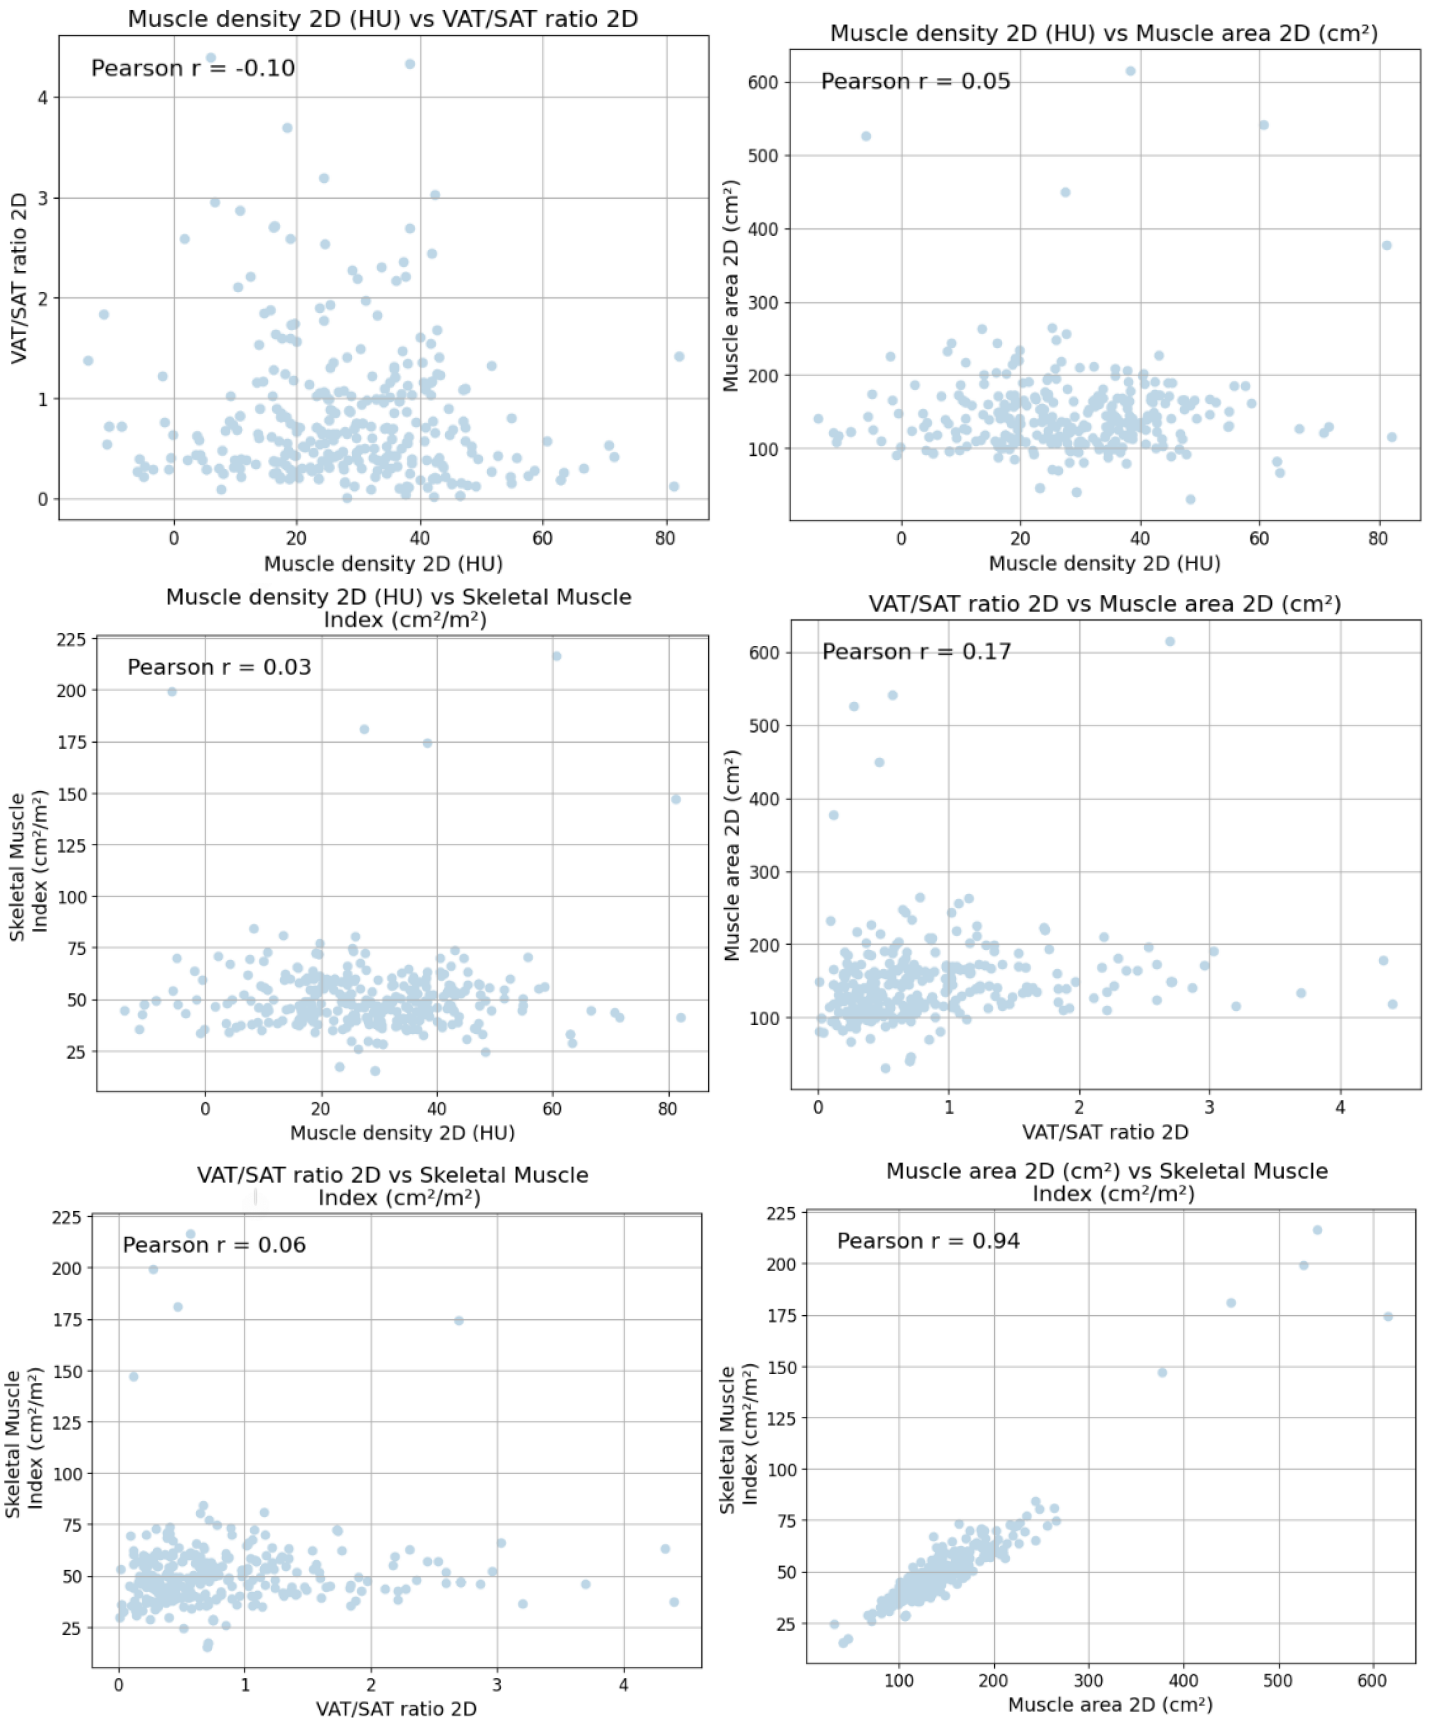 Muscle density 2D (HU) vs VAT/SAT ratio 2D
Pearson r = -0.10
4
3
2
1
0
VAT/SAT ratio 2D
0 20 40 60 80
Muscle density 2D (HU)
Muscle density 2D (HU) vs Muscle area 2D (cm²)
Pearson r = 0.05
600
500
400
300
200
100
Muscle area 2D (cm²)
0 20 40 60 80
Muscle density 2D (HU)
Muscle density 2D (HU) vs Skeletal Muscle
Index (cm²/m²)
Pearson r = 0.03
225
200
175
150
125
100
75
50
25
Skeletal Muscle
Index (cm²/m²)
0 20 40 60 80
Muscle density 2D (HU)
VAT/SAT ratio 2D vs Muscle area 2D (cm²)
Pearson r = 0.17
600
500
400
300
200
100
Muscle area 2D (cm²)
0 1 2 3 4
VAT/SAT ratio 2D
VAT/SAT ratio 2D vs Skeletal Muscle
Index (cm²/m²)
Pearson r = 0.06
225
200
175
150
125
100
75
50
25
Skeletal Muscle
Index (cm²/m²)
0 1 2 3 4
VAT/SAT ratio 2D
Muscle area 2D (cm²) vs Skeletal Muscle
Index (cm²/m²)
Pearson r = 0.94
225
200
175
150
125
100
75
50
25
Skeletal Muscle
Index (cm²/m²)
100 200 300 400 500 600
Muscle area 2D (cm²)